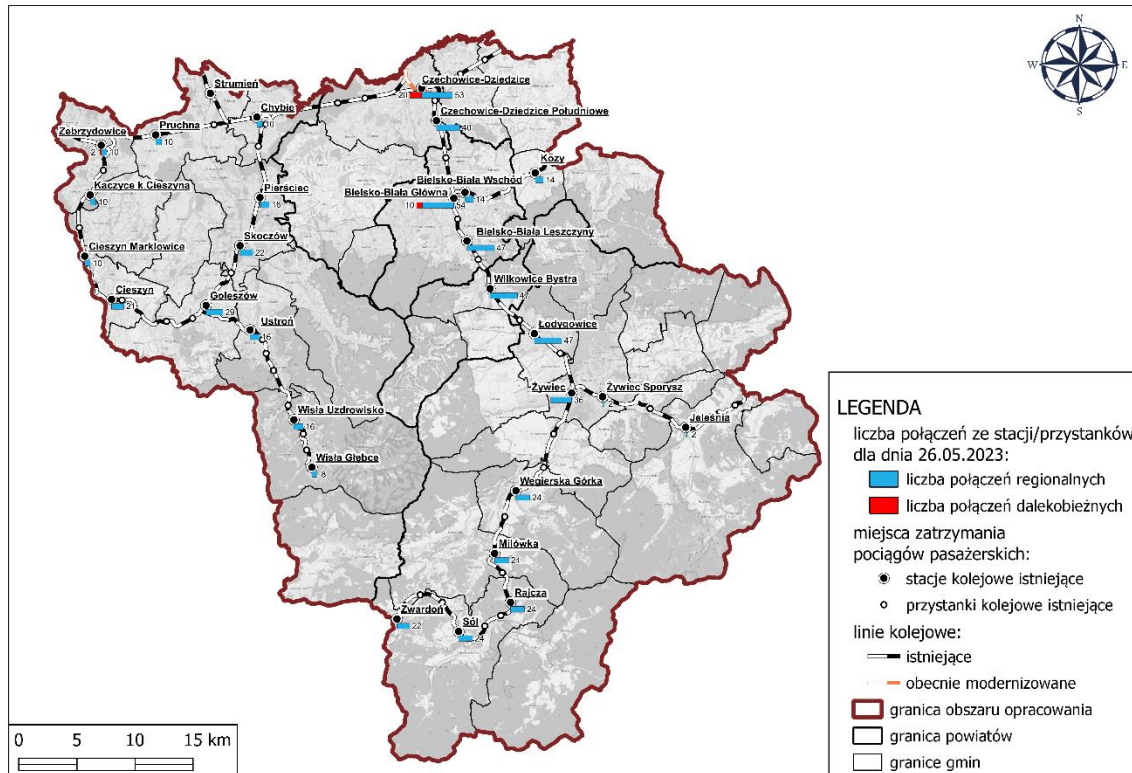 N
W
E
S
Strumień
Chybie
10
Czechowice-Dziedzice
20
53
Czechowice-Dziedzice Południowe
40
Zebrzydowice
2
10
Pruchna
10
Kozy
14
Kaczyce k.Cieszyna
10
Pierściec
16
Bielsko-Biała Wschód
14
Bielsko-Biała Główna
10
54
Skoczów
22
Bielsko-Biała Leszczyny
47
Cieszyn Marklowice
10
Wilkowice Bystra
47
Cieszyn
21
Goleszów
29
Ustroń
16
Łodygowice
47
Żywiec
36
Żywiec Sporysz
2
Jeleśnia
2
Wisła Uzdrowisko
16
Wisła Głębce
8
Węgierska Górka
24
Milówka
24
Rajcza
24
Zwardoń
22
Sól
24
LEGENDA
liczba połączeń ze stacji/przystanków
dla dnia 26.05.2023:
liczba połączeń regionalnych
liczba połączeń dalekobieżnych
miejsca zatrzymania
pociągów pasażerskich:
stacje kolejowe istniejące
przystanki kolejowe istniejące
linie kolejowe:
istniejące
obecnie modernizowane
granica obszaru opracowania
granica powiatów
granice gmin
0 5 10 15 km